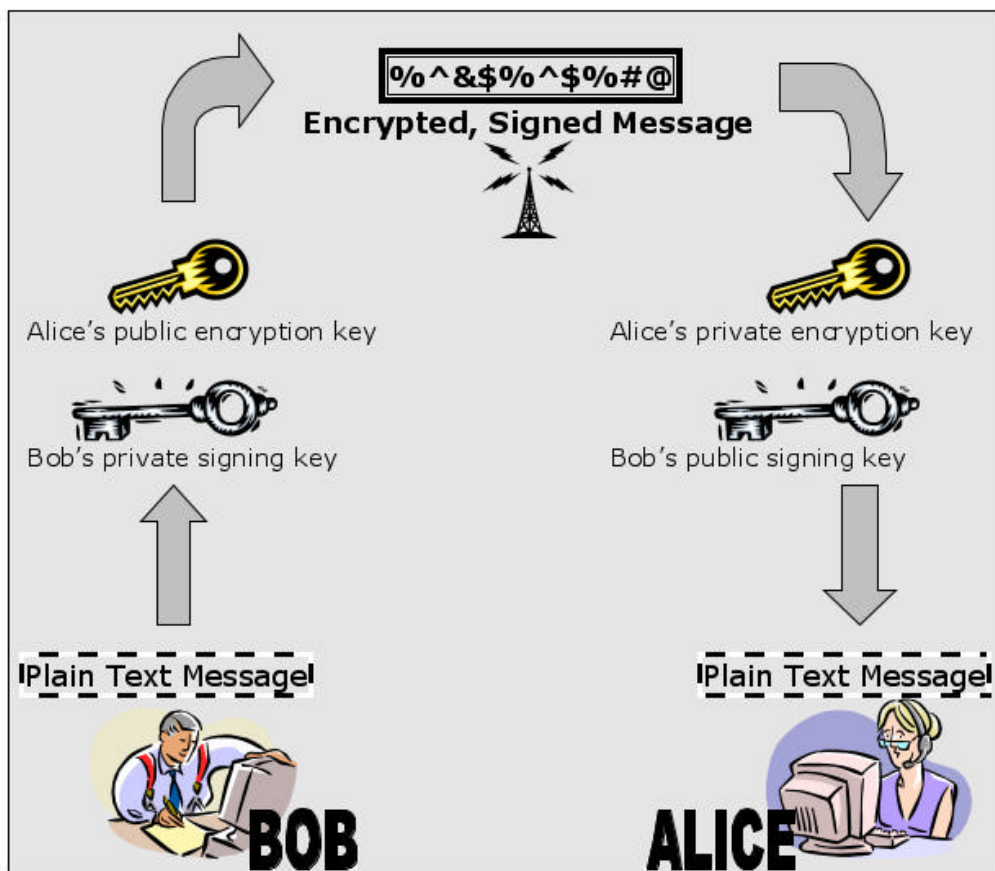 %^&$%^$%#@
Encrypted, Signed Message
Alice's public encryption key
Alice's private encryption key
Bob's private signing key
Bob's public signing key
Plain Text Message
Plain Text Message
BOB
ALICE